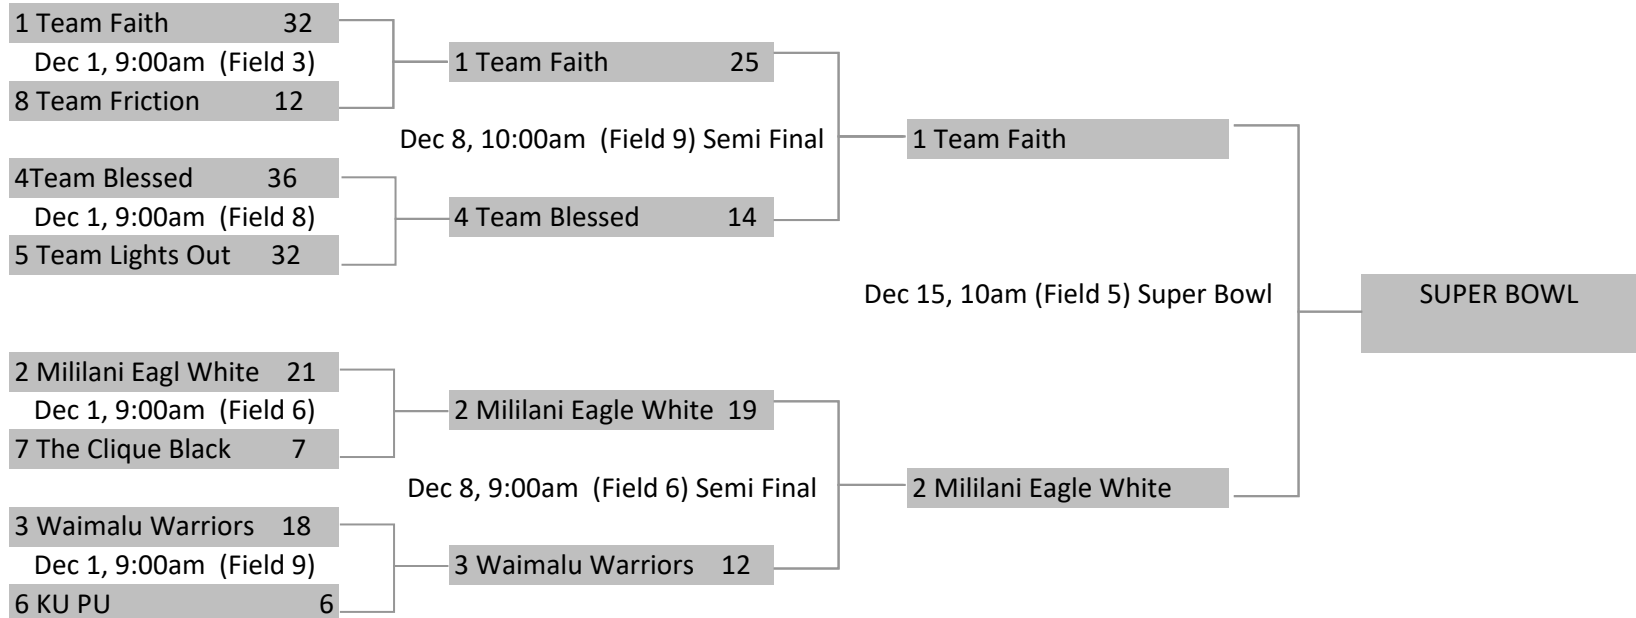 1 Team Faith 32
Dec 1, 9:00am (Field 3)
8 Team Friction 12
1 Team Faith 25
Dec 8, 10:00am (Field 9) Semi Final
1 Team Faith
4Team Blessed 36
Dec 1, 9:00am (Field 8)
5 Team Lights Out 32
4 Team Blessed 14
Dec 15, 10am (Field 5) Super Bowl
SUPER BOWL
2 Mililani Eagl White 21
Dec 1, 9:00am (Field 6)
7 The Clique Black 7
2 Mililani Eagle White 19
Dec 8, 9:00am (Field 6) Semi Final
2 Mililani Eagle White
3 Waimalu Warriors 18
Dec 1, 9:00am (Field 9)
6 KU PU 6
3 Waimalu Warriors 12